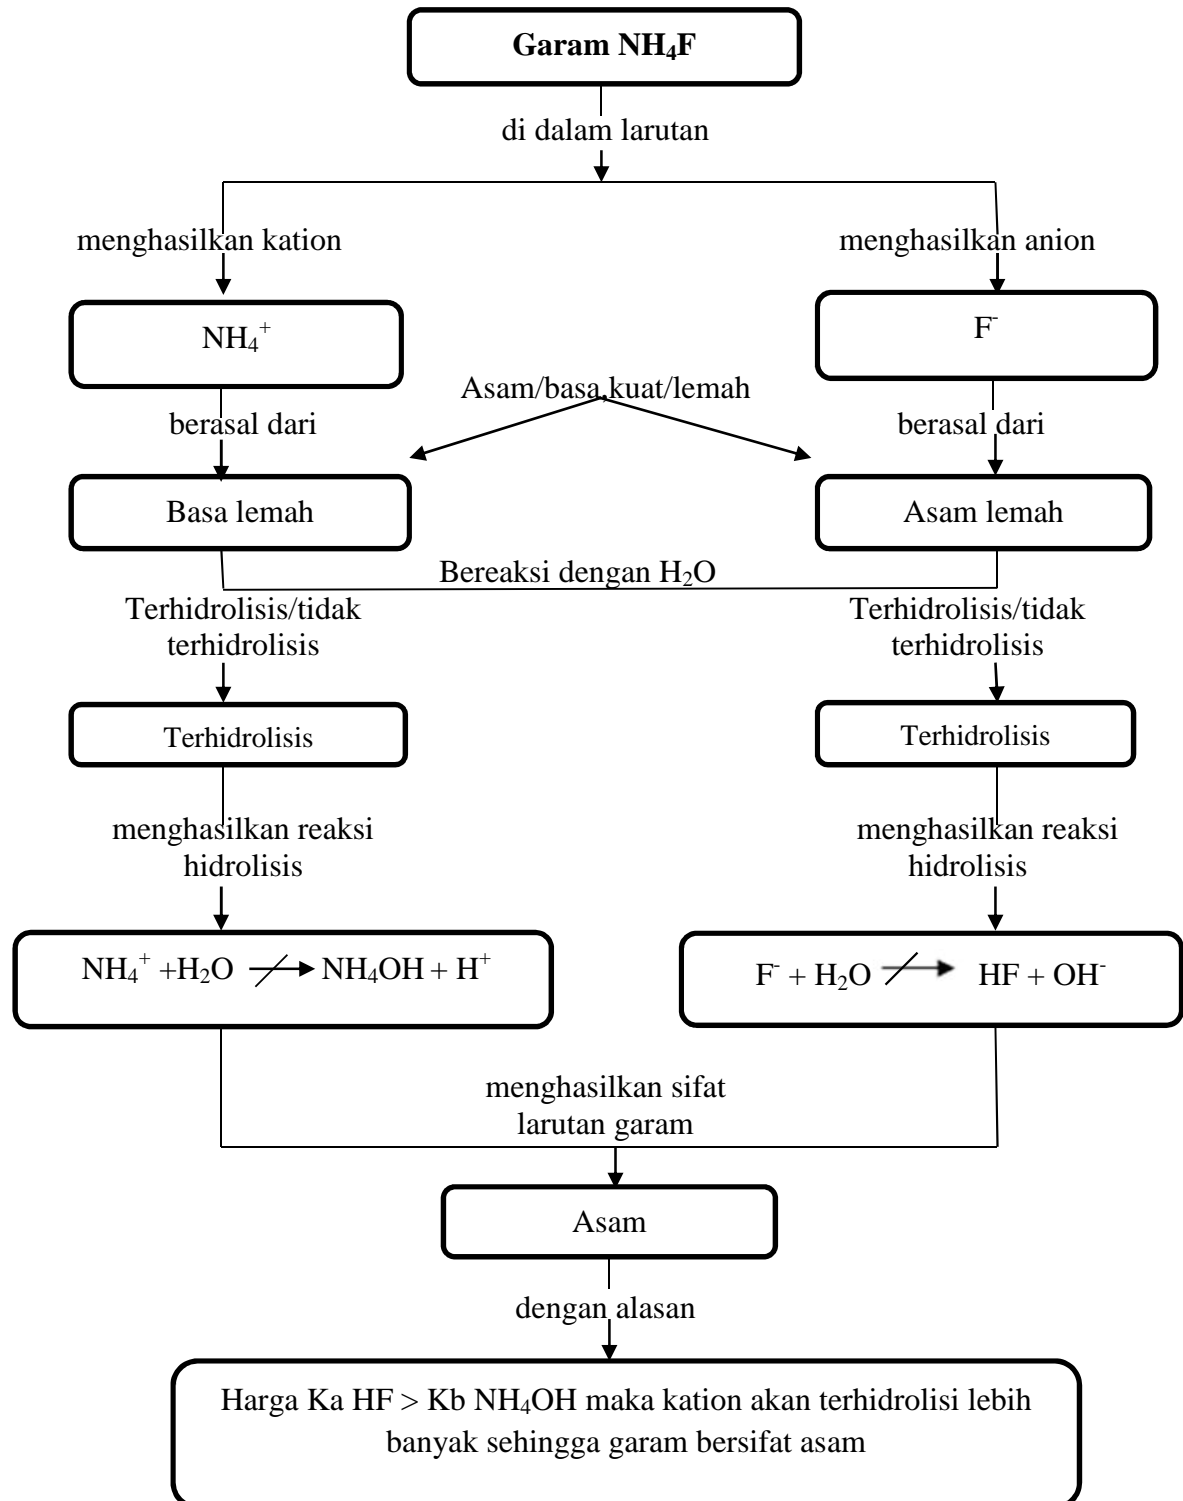 Garam NH₄F
di dalam larutan
menghasilkan kation
menghasilkan anion
NH₄⁺
F⁻
Asam/basa,kuat/lemah
berasal dari
berasal dari
Basa lemah
Asam lemah
Bereaksi dengan H₂O
Terhidrolisis/tidak
terhidrolisis
Terhidrolisis/tidak
terhidrolisis
Terhidrolisis
Terhidrolisis
menghasilkan reaksi
hidrolisis
menghasilkan reaksi
hidrolisis
NH₄⁺ +H₂O ↛ NH₄OH + H⁺
F⁻ + H₂O ↛ HF + OH⁻
menghasilkan sifat
larutan garam
Asam
dengan alasan
Harga Ka HF > Kb NH₄OH maka kation akan terhidrolisi lebih
banyak sehingga garam bersifat asam